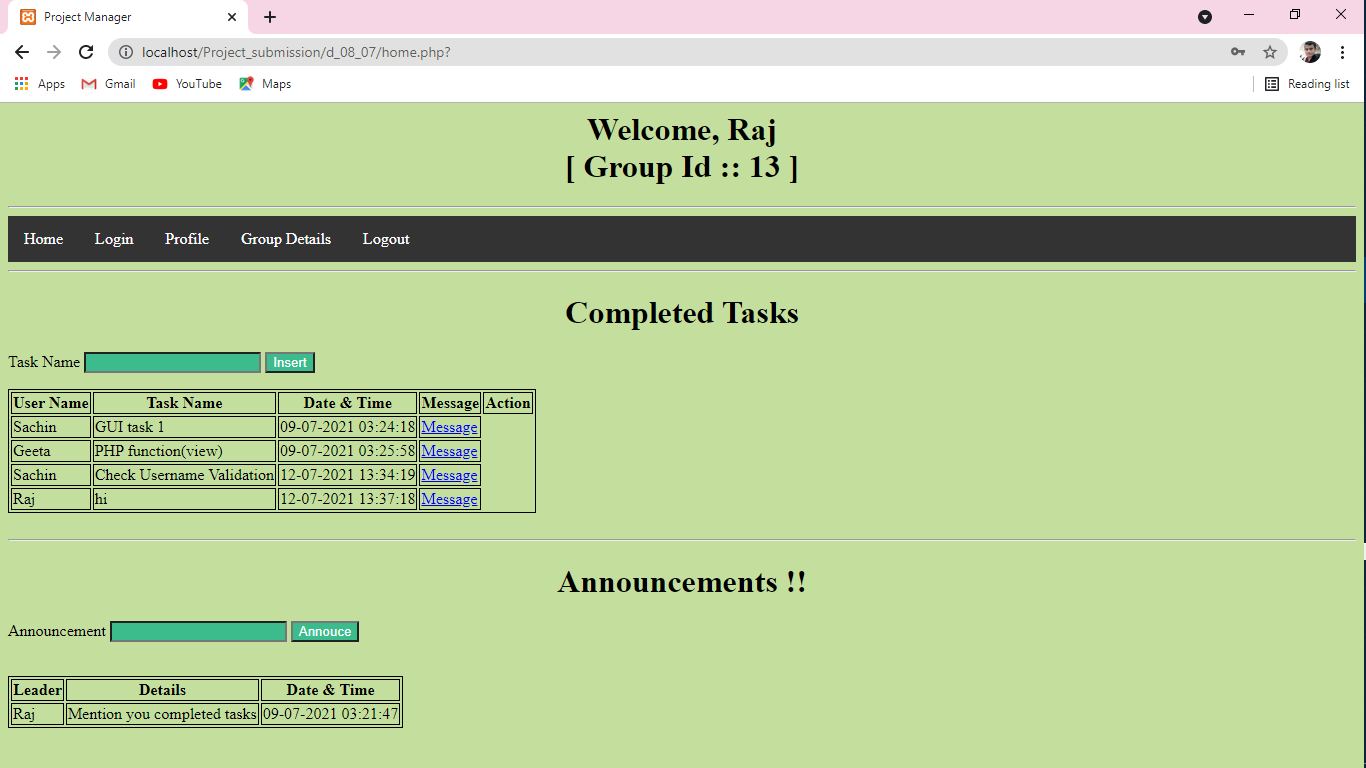 Project Manager
localhost/Project_submission/d_08_07/home.php?
Apps Gmail YouTube Maps Reading list
Welcome, Raj
[ Group Id :: 13 ]
Home Login Profile Group Details Logout
Completed Tasks
Task Name Insert
User Name Task Name Date & Time Message Action
Sachin GUI task 1 09-07-2021 03:24:18 Message
Geeta PHP function(view) 09-07-2021 03:25:58 Message
Sachin Check Username Validation 12-07-2021 13:34:19 Message
Raj hi 12-07-2021 13:37:18 Message
Announcements !!
Announcement Annouce
Leader Details Date & Time
Raj Mention you completed tasks 09-07-2021 03:21:47